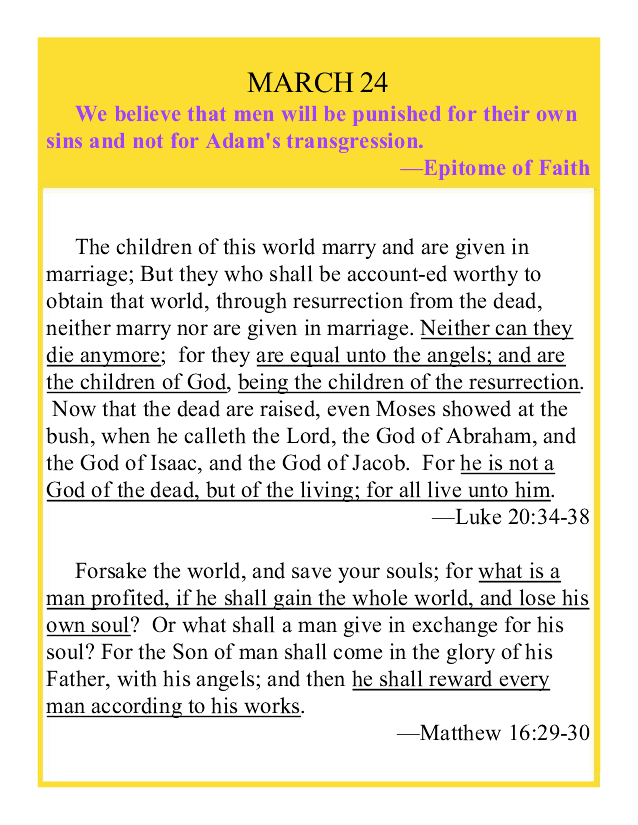 MARCH 24
We believe that men will be punished for their own
sins and not for Adam's transgression.
—Epitome of Faith
The children of this world marry and are given in
marriage; But they who shall be account-ed worthy to
obtain that world, through resurrection from the dead,
neither marry nor are given in marriage. Neither can they
die anymore;  for they are equal unto the angels; and are
the children of God, being the children of the resurrection.
Now that the dead are raised, even Moses showed at the
bush, when he calleth the Lord, the God of Abraham, and
the God of Isaac, and the God of Jacob.  For he is not a
God of the dead, but of the living; for all live unto him.
—Luke 20:34-38
Forsake the world, and save your souls; for what is a
man profited, if he shall gain the whole world, and lose his
own soul?  Or what shall a man give in exchange for his
soul? For the Son of man shall come in the glory of his
Father, with his angels; and then he shall reward every
man according to his works.
—Matthew 16:29-30